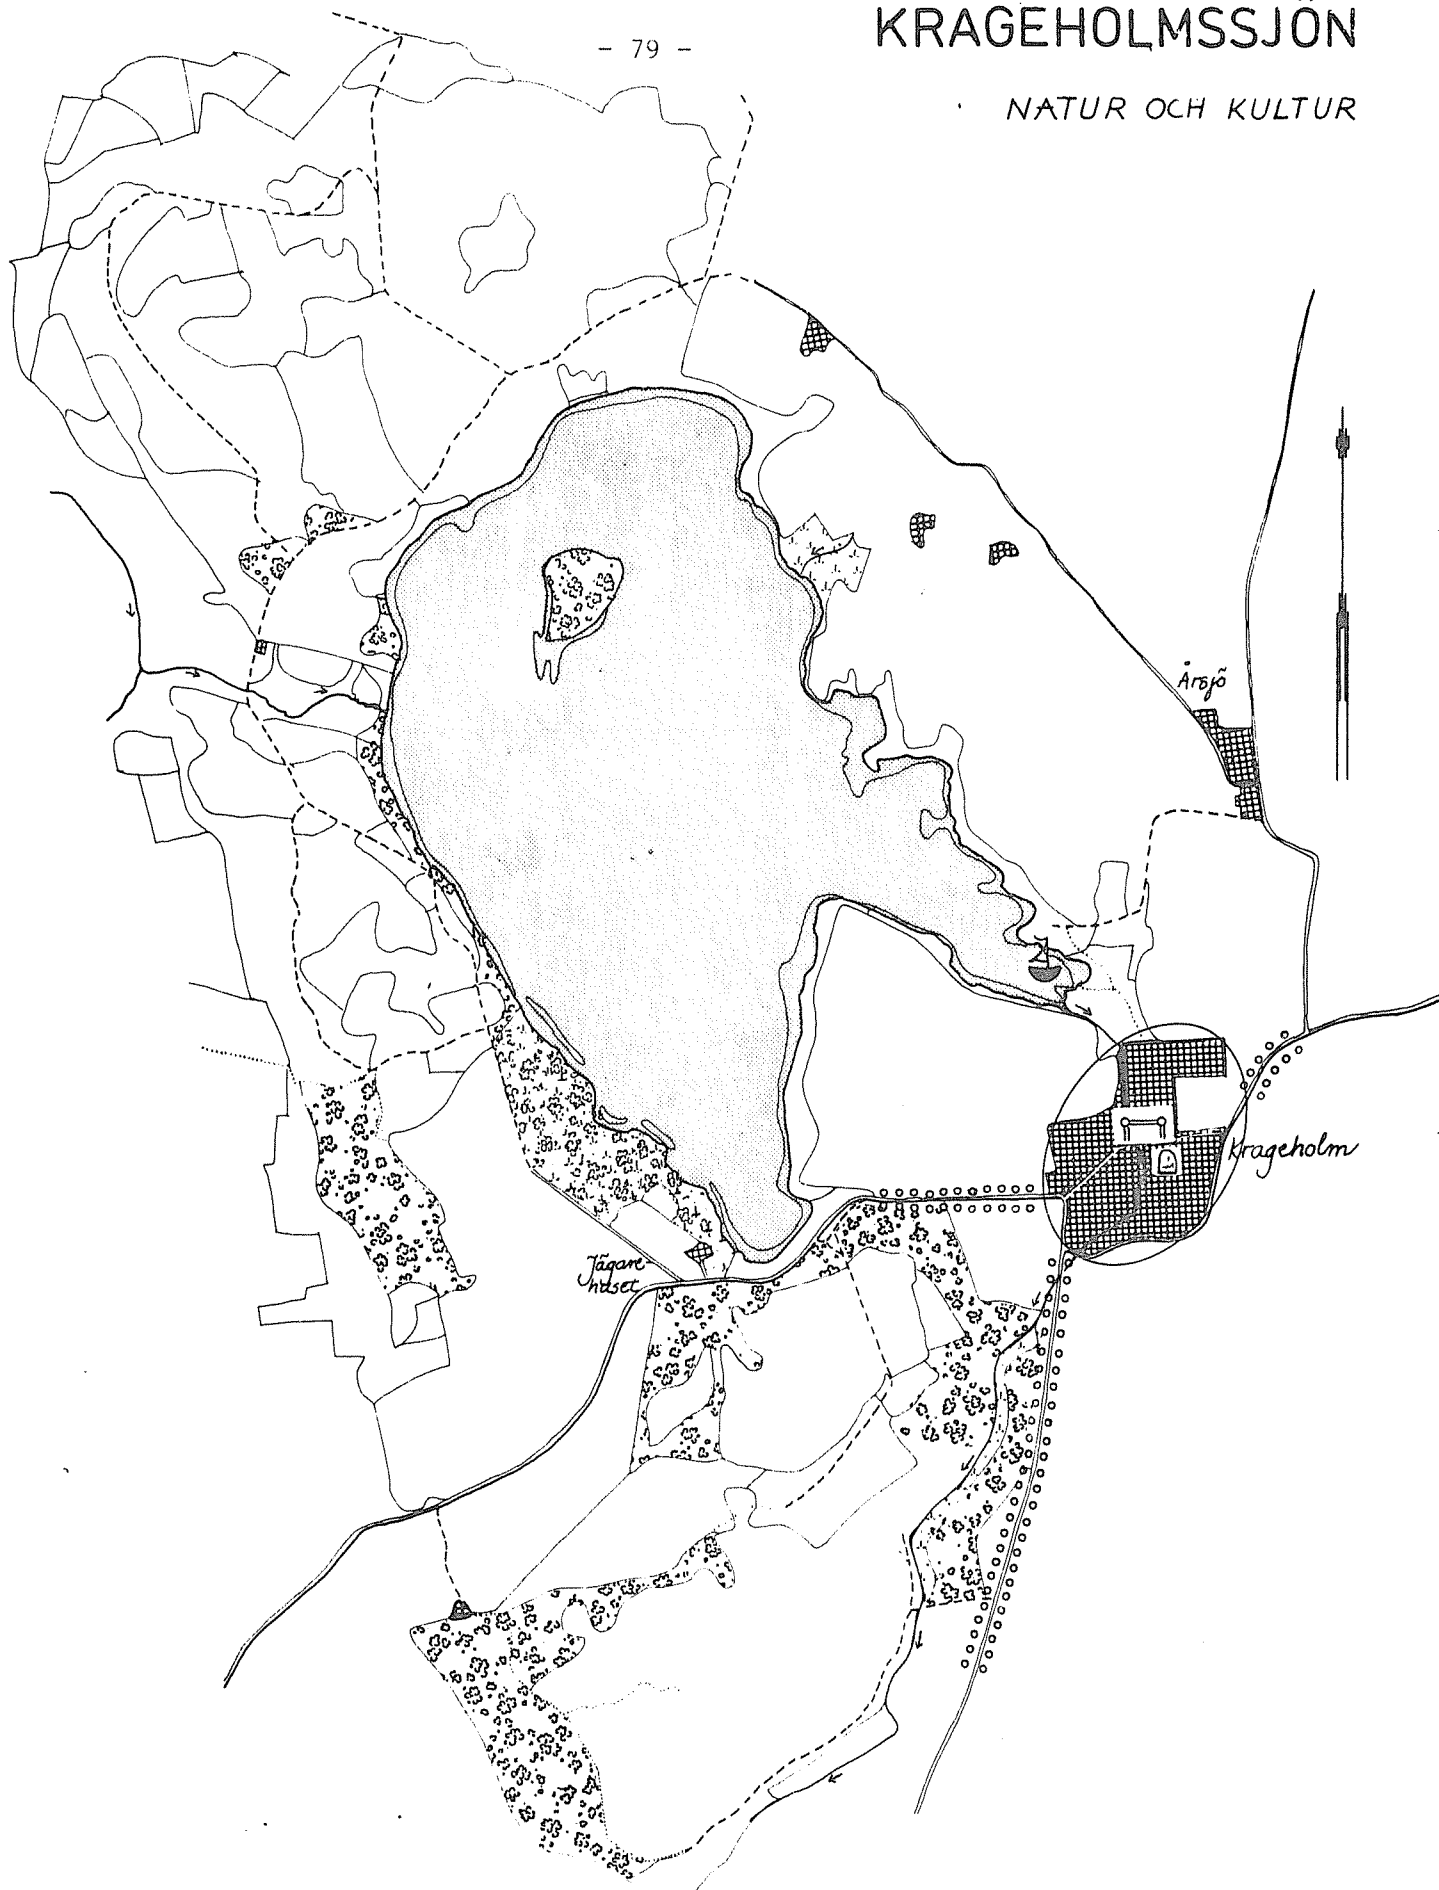 - 79 -
KRAGEHOLMSSJÖN
NATUR OCH KULTUR
Årsjö
Krageholm
Jägare-
huset